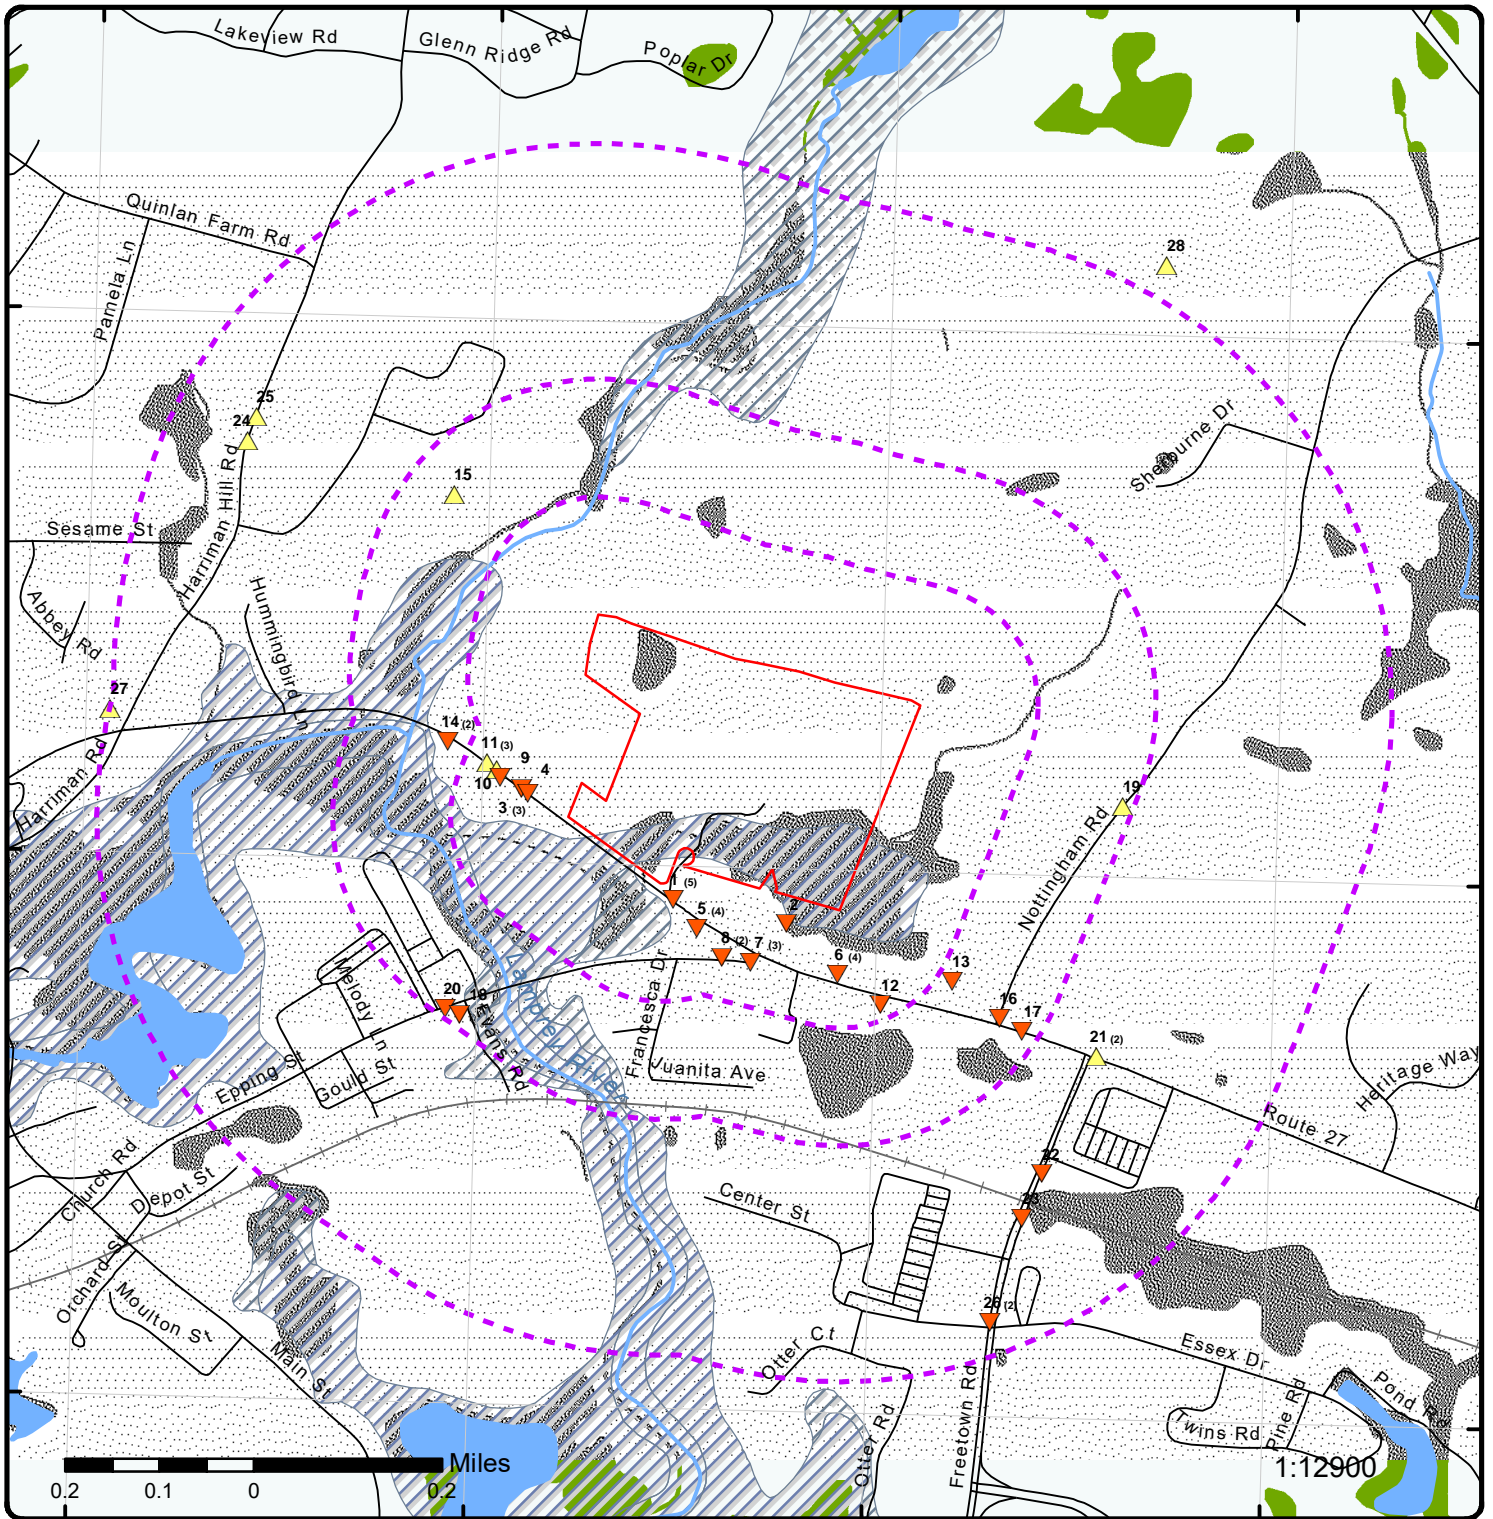 Lakeview Rd
Glenn Ridge Rd
Poplar Dr
Quinlan Farm Rd
Pamela Ln
28
25
24
15
Harriman Hill Rd
Sherburne Dr
Sesame St
Abbey Rd
Hummingbird Ln
27
14 (2)
11 (3)
9
4
10
3 (3)
Harriman Rd
19
Nottingham Rd
1 (5)
5 (4)
2
8 (2)
7 (3)
6 (4)
13
12
16
17
21 (2)
Melody Ln
20
18
Evans Rd
Lamprey River
Francesca Dr
Juanita Ave
Epping St
Gould St
Heritage Way
Route 27
22
23
Church Rd
Depot St
Center St
Orchard St
Moulton St
Main St
26 (2)
Otter Ct
Essex Dr
Otter Rd
Freetown Rd
Twins Rd
Pine Rd
Pond Rd
Miles
0.2 0.1 0 0.2
1:12900